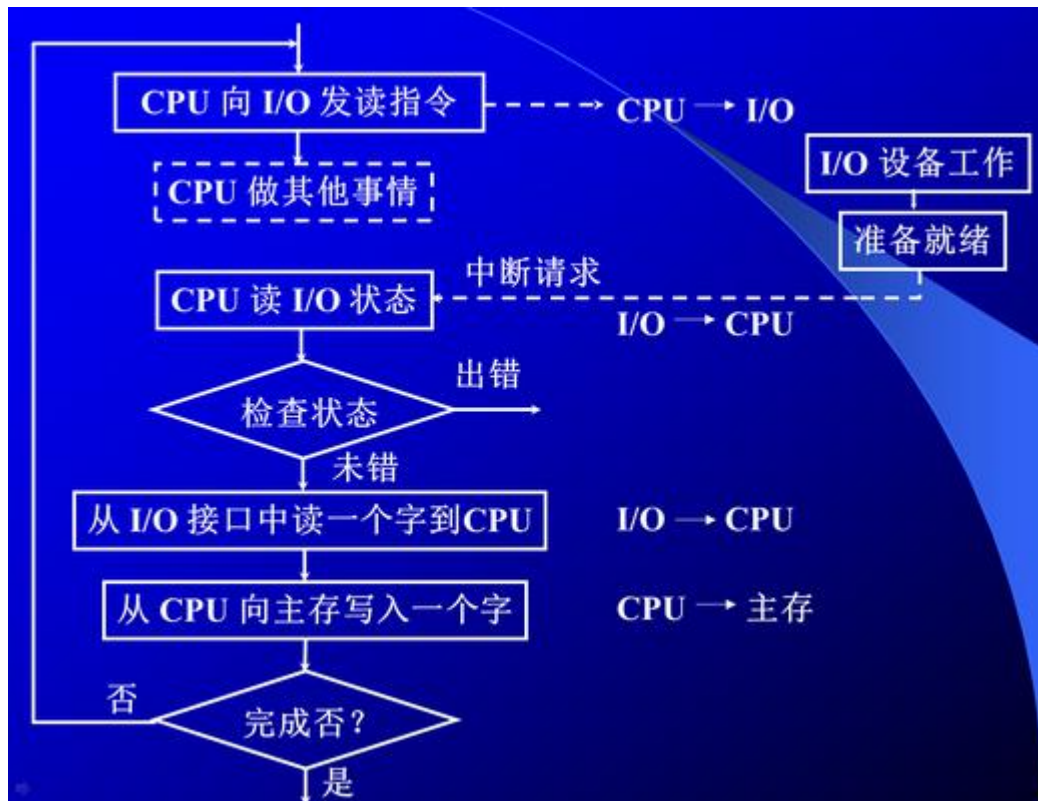 CPU 向 I/O 发读指令
CPU → I/O
I/O 设备工作
CPU 做其他事情
准备就绪
中断请求
CPU 读 I/O 状态
I/O → CPU
出错
检查状态
未错
从 I/O 接口中读一个字到CPU
I/O → CPU
从 CPU 向主存写入一个字
CPU → 主存
否
完成否?
是